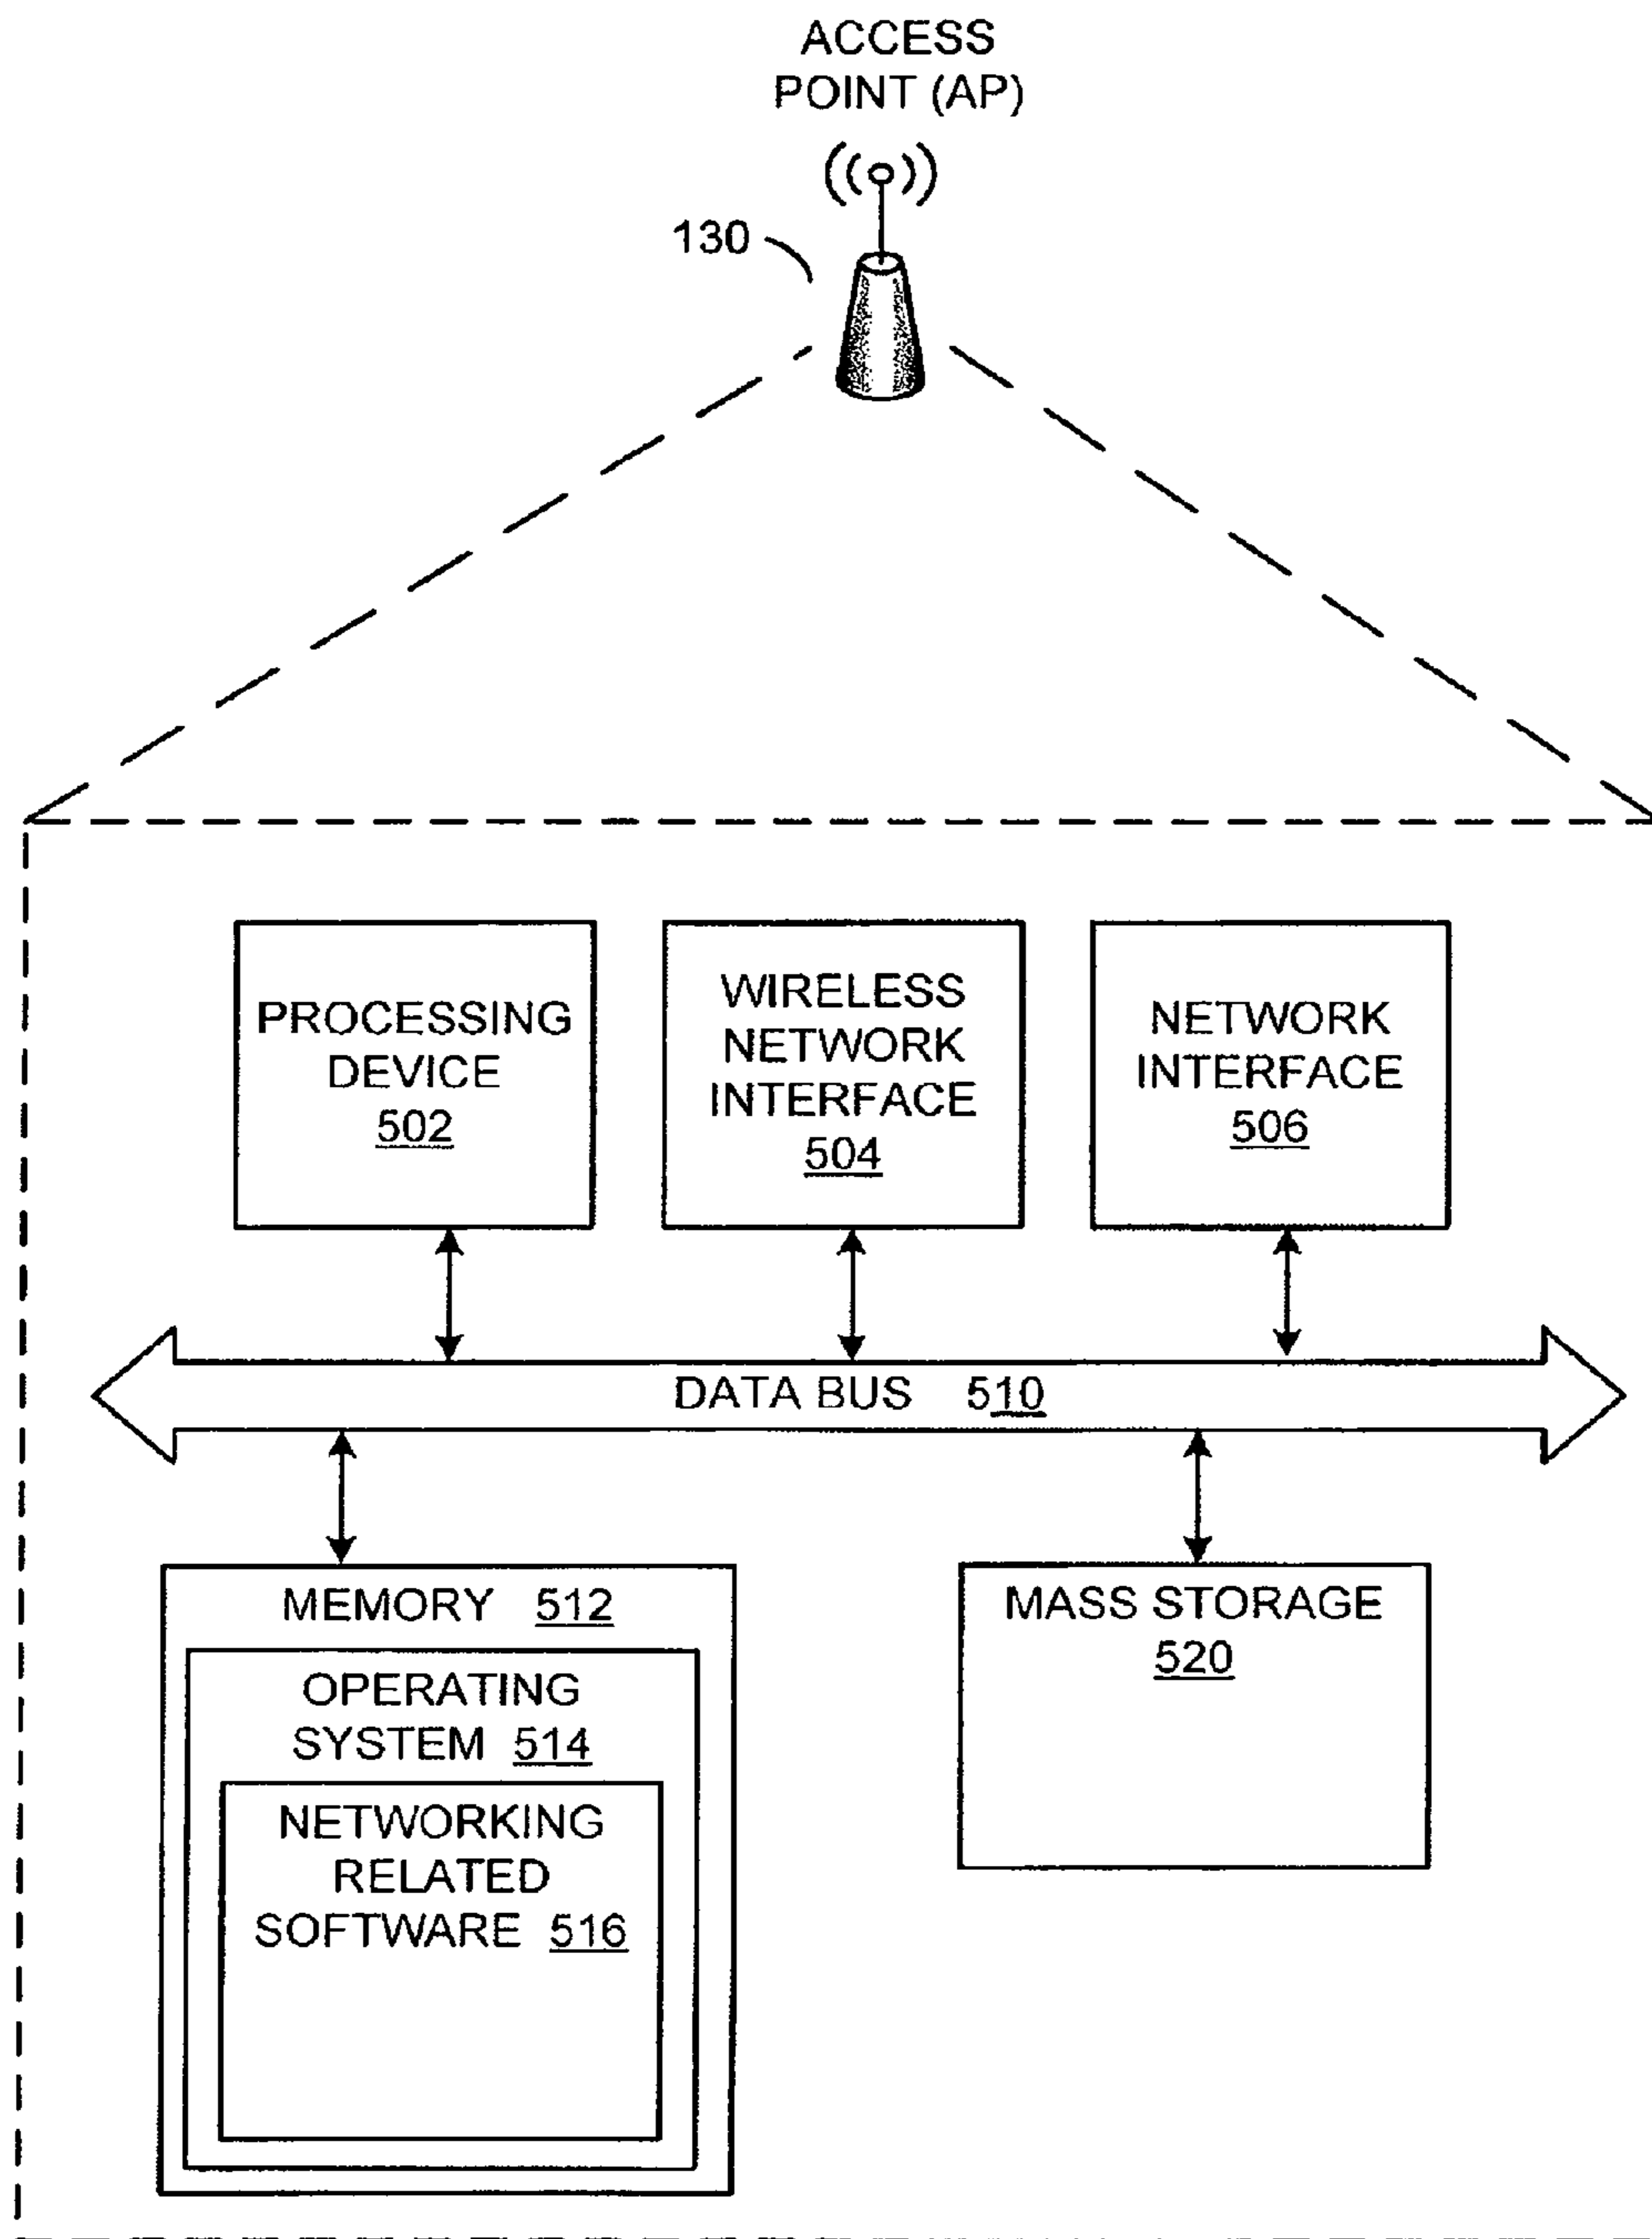 ACCESS
POINT (AP)
130
PROCESSING
DEVICE
502
WIRELESS
NETWORK
INTERFACE
504
NETWORK
INTERFACE
506
DATA BUS 510
MEMORY 512
OPERATING
SYSTEM 514
NETWORKING
RELATED
SOFTWARE 516
MASS STORAGE
520